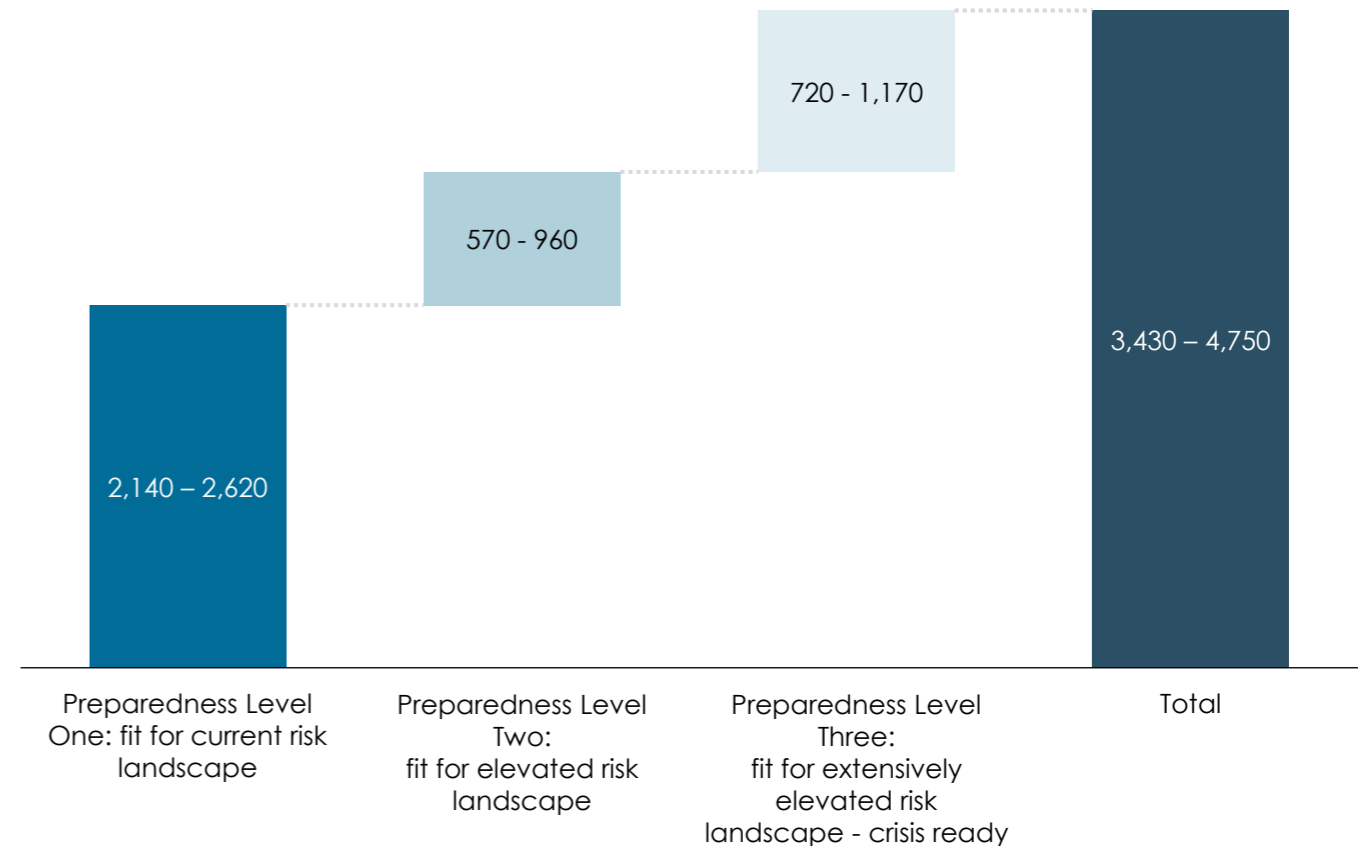 720 - 1,170
570 - 960
3,430 – 4,750
2,140 – 2,620
Preparedness Level
One: fit for current risk
landscape
Preparedness Level
Two:
fit for elevated risk
landscape
Preparedness Level
Three:
fit for extensively
elevated risk
landscape - crisis ready
Total